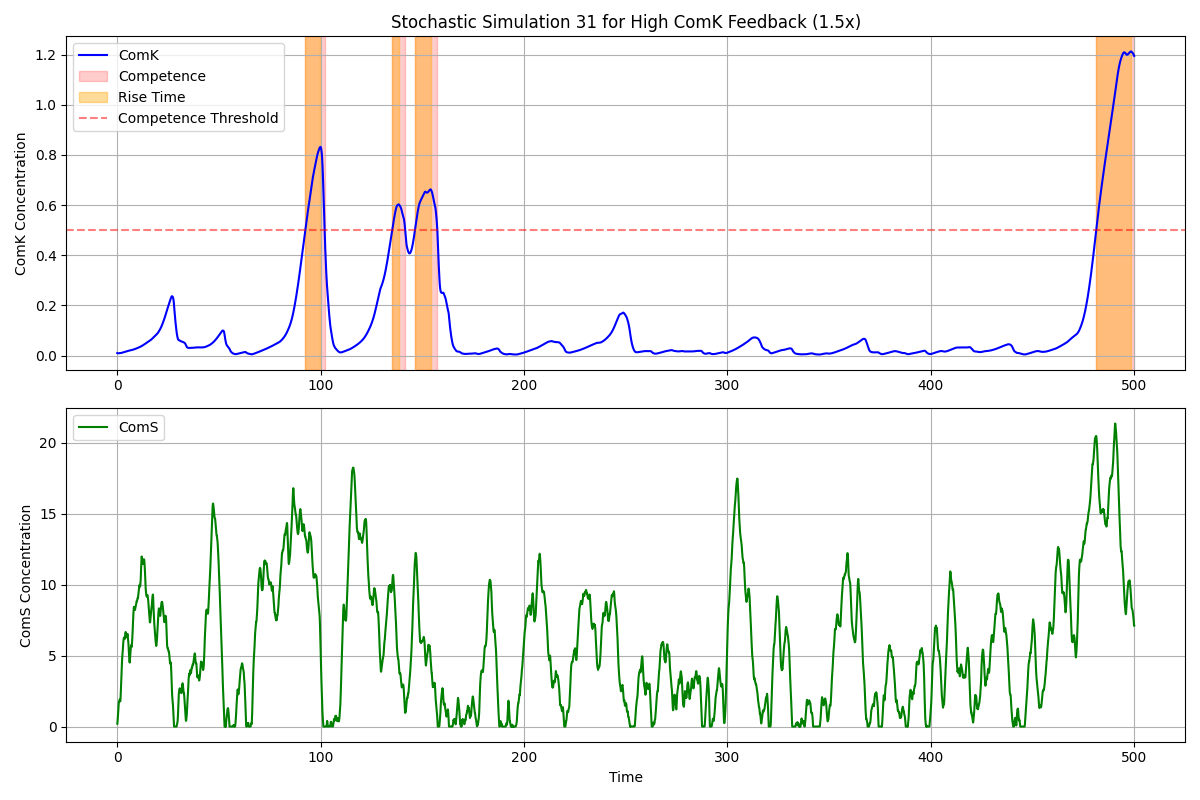 Stochastic Simulation 31 for High ComK Feedback (1.5x)
ComK
Competence
Rise Time
Competence Threshold
ComK Concentration
1.2
1.0
0.8
0.6
0.4
0.2
0.0
0 100 200 300 400 500
ComS
ComS Concentration
20
15
10
5
0
0 100 200 300 400 500
Time